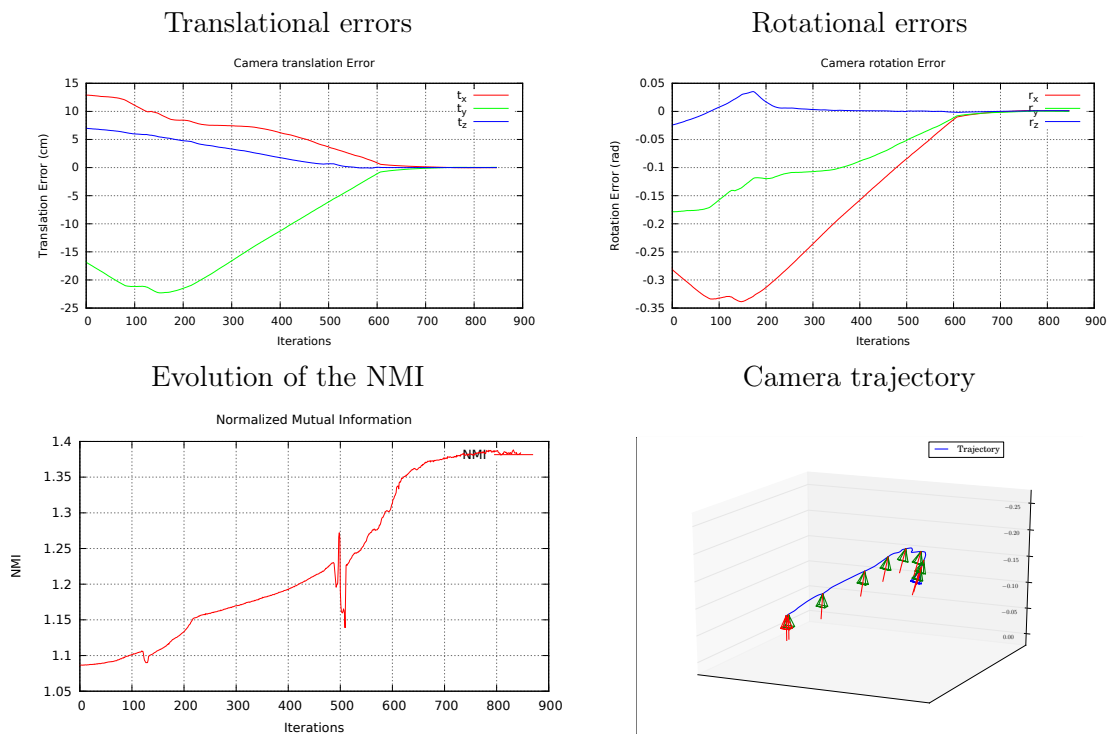 Translational errors
Camera translation Error
Translation Error (cm)
15
10
5
0
-5
-10
-15
-20
-25
0 100 200 300 400 500 600 700 800 900
Iterations
t_x
t_y
t_z
Rotational errors
Camera rotation Error
Rotation Error (rad)
0.05
0
-0.05
-0.1
-0.15
-0.2
-0.25
-0.3
-0.35
0 100 200 300 400 500 600 700 800 900
Iterations
r_x
r_y
r_z
Evolution of the NMI
Normalized Mutual Information
NMI
1.4
1.35
1.3
1.25
1.2
1.15
1.1
1.05
0 100 200 300 400 500 600 700 800 900
Iterations
NMI
Camera trajectory
Trajectory
−0.25
−0.20
−0.15
−0.10
−0.05
0.00